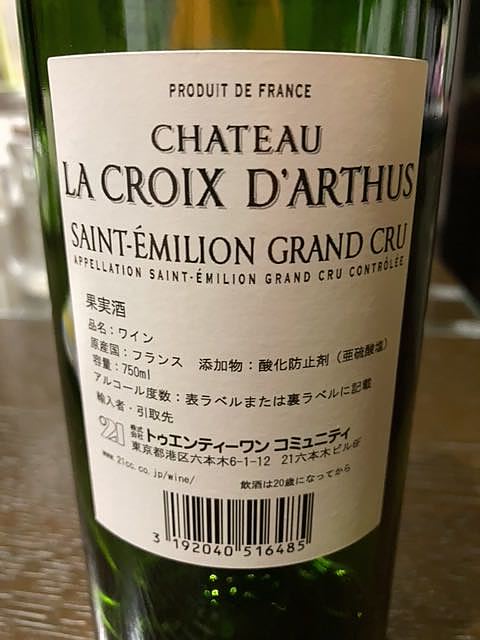 PRODUIT DE FRANCE
CHATEAU
LA CROIX D'ARTHUS
SAINT-ÉMILION GRAND CRU
APPELLATION SAINT-ÉMILION GRAND CRU CONTRÔLÉE
果実酒
品名：ワイン
原産国：フランス 添加物：酸化防止剤（亜硫酸塩）
容量：750ml
アルコール度数：表ラベルまたは裏ラベルに記載
輸入者・引取先
21 株式会社 トゥエンティーワン コミュニティ
東京都港区六本木6-1-12 21六本木ビル6F
www.21cc.co.jp/wine/ 飲酒は20歳になってから
3 192040 516485